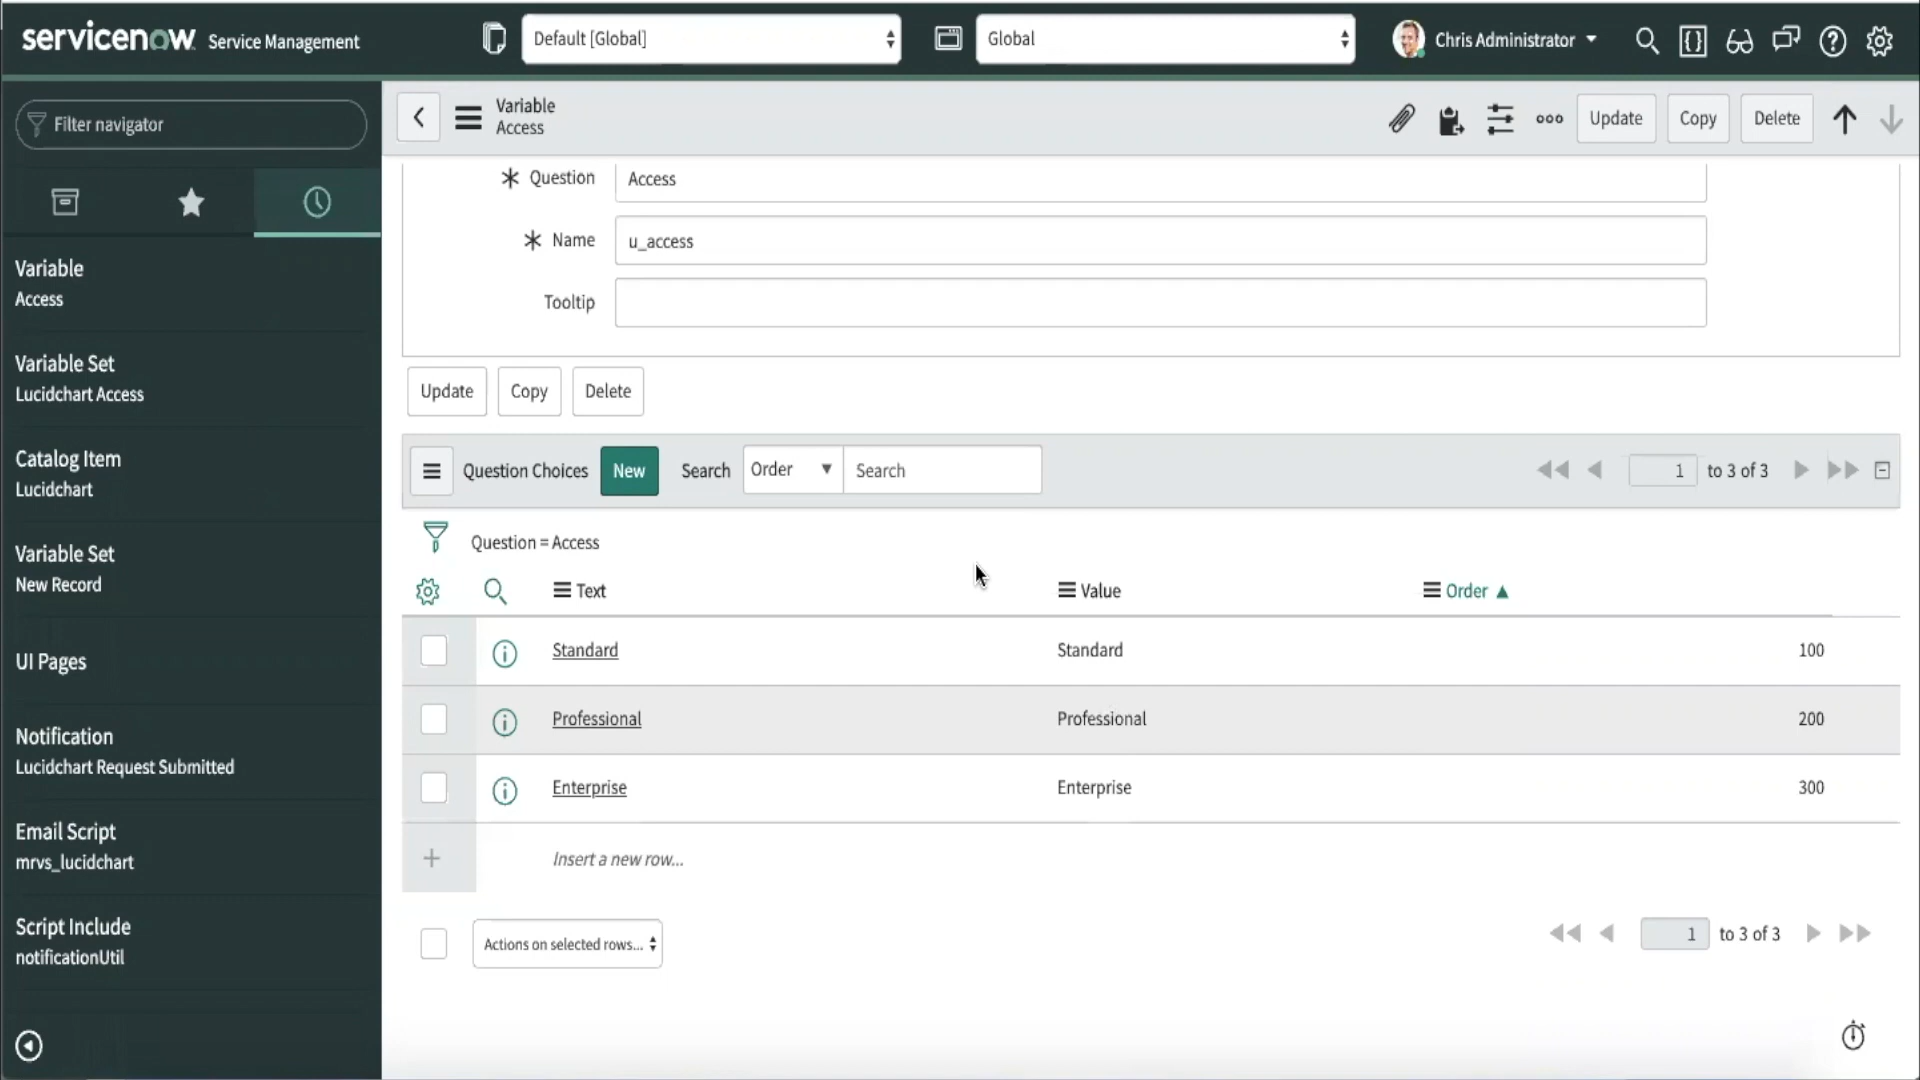 servicenow Service Management Default [Global] Global Chris Administrator
Filter navigator
Variable
Access
Variable Set
Lucidchart Access
Catalog Item
Lucidchart
Variable Set
New Record
UI Pages
Notification
Lucidchart Request Submitted
Email Script
mrvs_lucidchart
Script Include
notificationUtil
Variable
Access
Update Copy Delete
* Question Access
* Name u_access
Tooltip
Update Copy Delete
Question Choices New Search Order Search 1 to 3 of 3
Question = Access
Text Value Order
Standard Standard 100
Professional Professional 200
Enterprise Enterprise 300
Insert a new row...
Actions on selected rows... 1 to 3 of 3